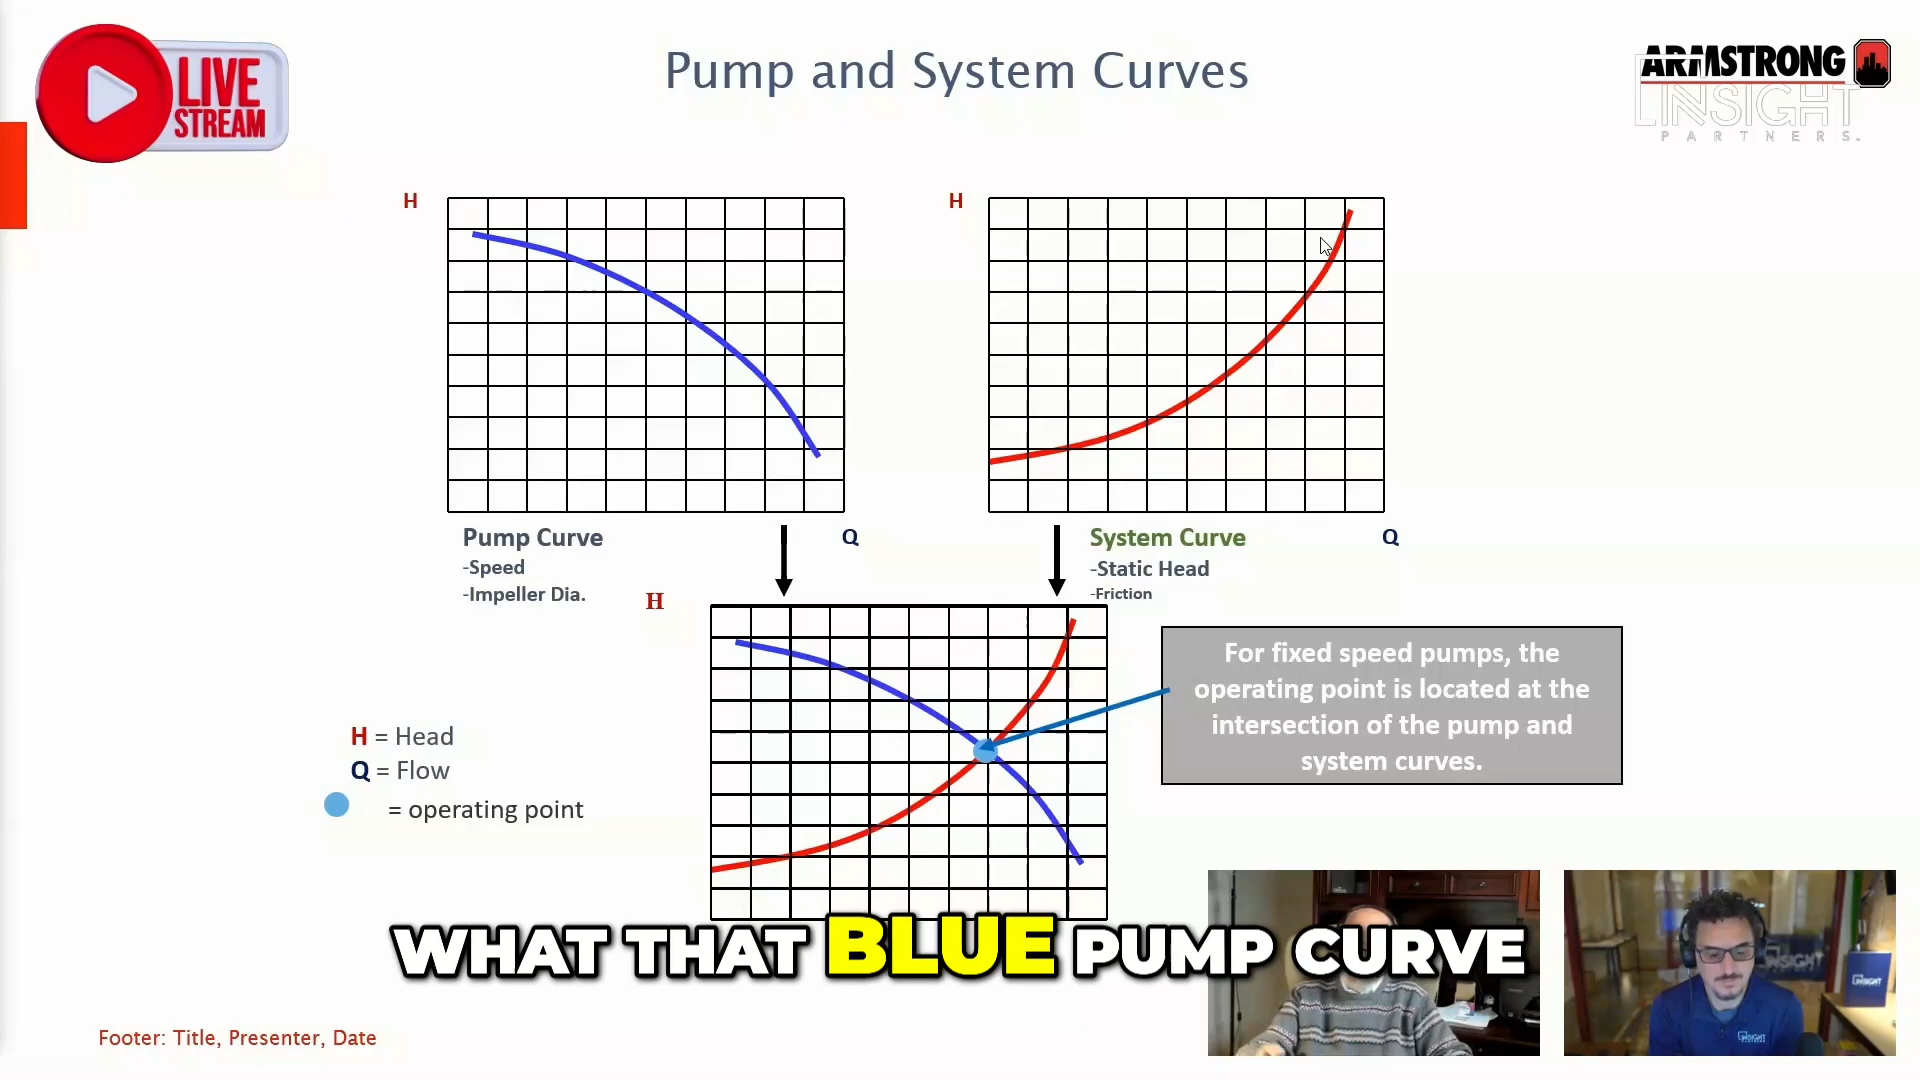 LIVE
STREAM
Pump and System Curves
ARMSTRONG
INSIGHT
PARTNERS.
H
H
Pump Curve
-Speed
-Impeller Dia.
Q
System Curve
-Static Head
-Friction
Q
H
For fixed speed pumps, the
operating point is located at the
intersection of the pump and
system curves.
H = Head
Q = Flow
= operating point
WHAT THAT BLUE PUMP CURVE
INSIGHT
INSIGHT
Footer: Title, Presenter, Date